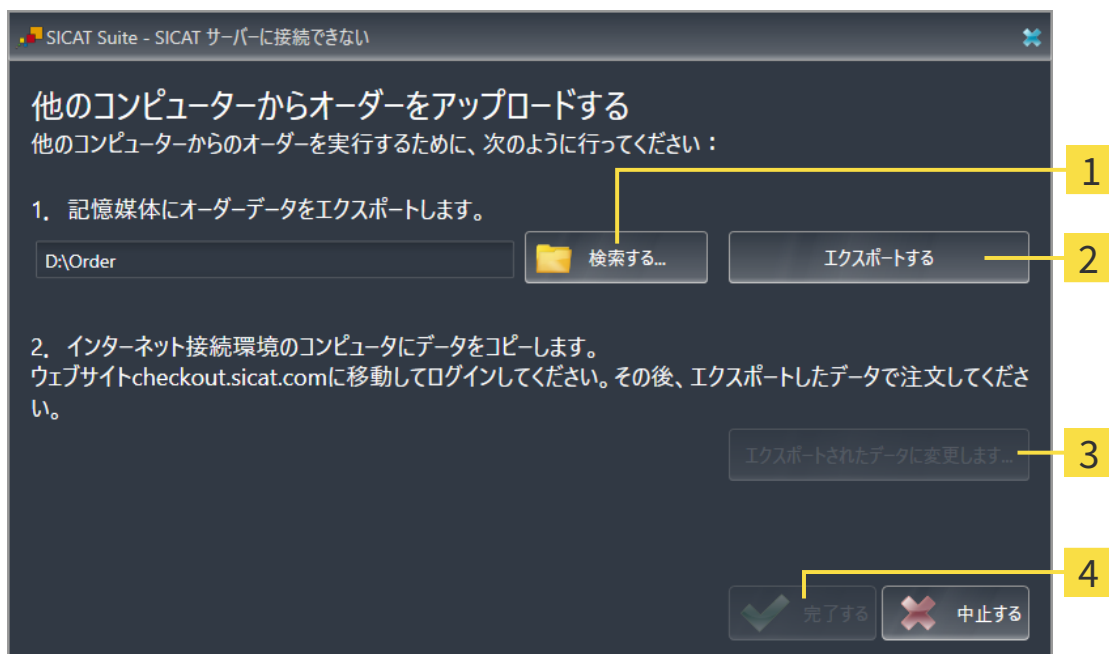 SICAT Suite - SICAT サーバーに接続できない
他のコンピューターからオーダーをアップロードする
他のコンピューターからのオーダーを実行するために、次のように行ってください：
1
1. 記憶媒体にオーダーデータをエクスポートします。
D:\Order 検索する... エクスポートする 2
2. インターネット接続環境のコンピュータにデータをコピーします。
ウェブサイトcheckout.sicat.comに移動してログインしてください。その後、エクスポートしたデータで注文してくださ
い。
エクスポートされたデータに変更します... 3
4
完了する 中止する